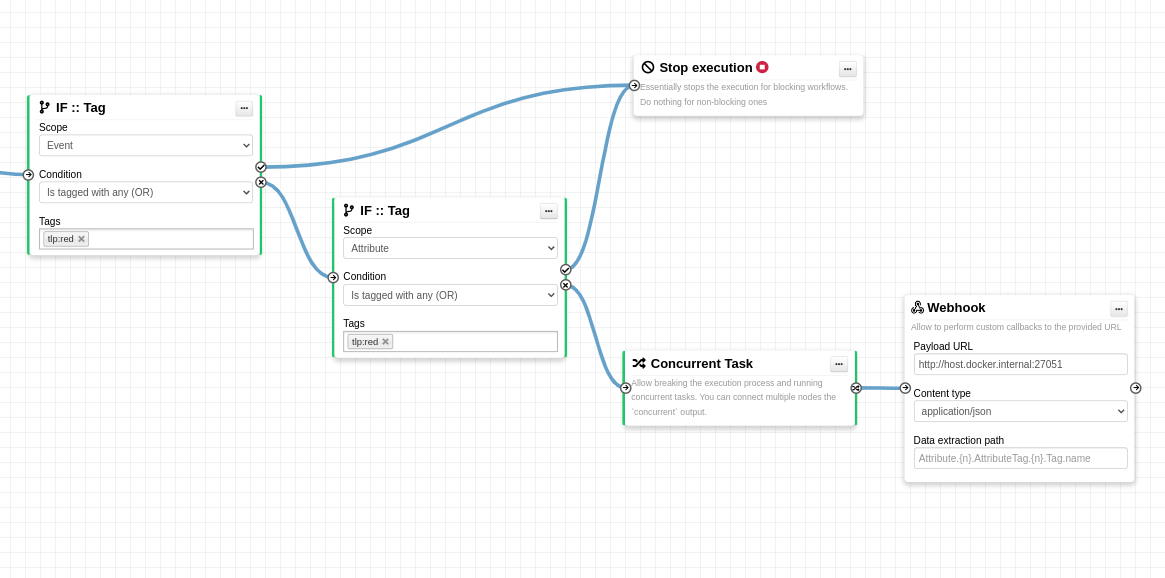 IF :: Tag
Scope
Event
Condition
Is tagged with any (OR)
Tags
tlp:red
IF :: Tag
Scope
Attribute
Condition
Is tagged with any (OR)
Tags
tlp:red
Stop execution
Essentially stops the execution for blocking workflows.
Do nothing for non-blocking ones
Concurrent Task
Allow breaking the execution process and running
concurrent tasks. You can connect multiple nodes the
`concurrent` output.
Webhook
Allow to perform custom callbacks to the provided URL
Payload URL
http://host.docker.internal:27051
Content type
application/json
Data extraction path
Attribute.{n}.AttributeTag.{n}.Tag.name